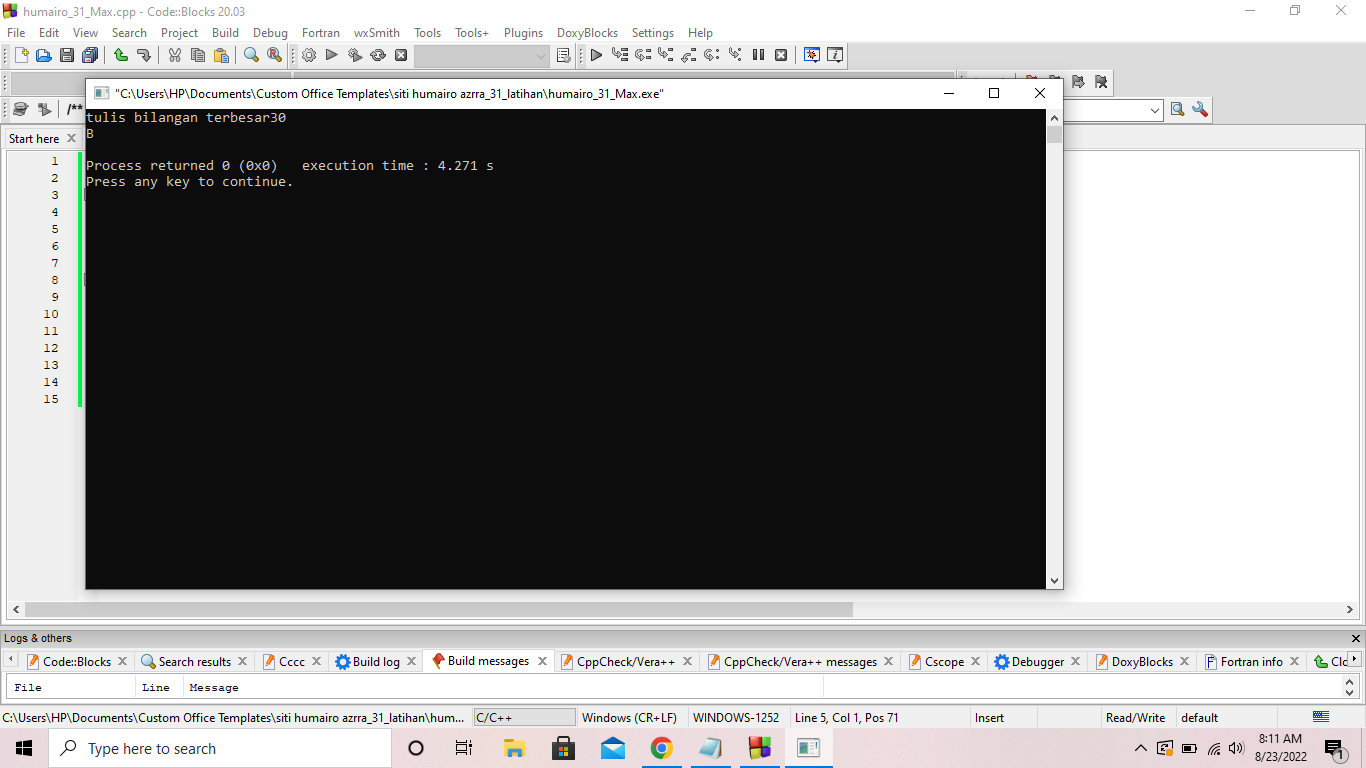 humairo_31_Max.cpp - Code::Blocks 20.03
File Edit View Search Project Build Debug Fortran wxSmith Tools Tools+ Plugins DoxyBlocks Settings Help
/**
"C:\Users\HP\Documents\Custom Office Templates\siti humairo azrra_31_latihan\humairo_31_Max.exe"
tulis bilangan terbesar30
B
Process returned 0 (0x0)   execution time : 4.271 s
Press any key to continue.
Start here
1
2
3
4
5
6
7
8
9
10
11
12
13
14
15
Logs & others
Code::Blocks Search results Cccc Build log Build messages CppCheck/Vera++ CppCheck/Vera++ messages Cscope Debugger DoxyBlocks Fortran info Clo
File Line Message
C:\Users\HP\Documents\Custom Office Templates\siti humairo azrra_31_latihan\hum... C/C++ Windows (CR+LF) WINDOWS-1252 Line 5, Col 1, Pos 71 Insert Read/Write default
Type here to search
8:11 AM
8/23/2022
1